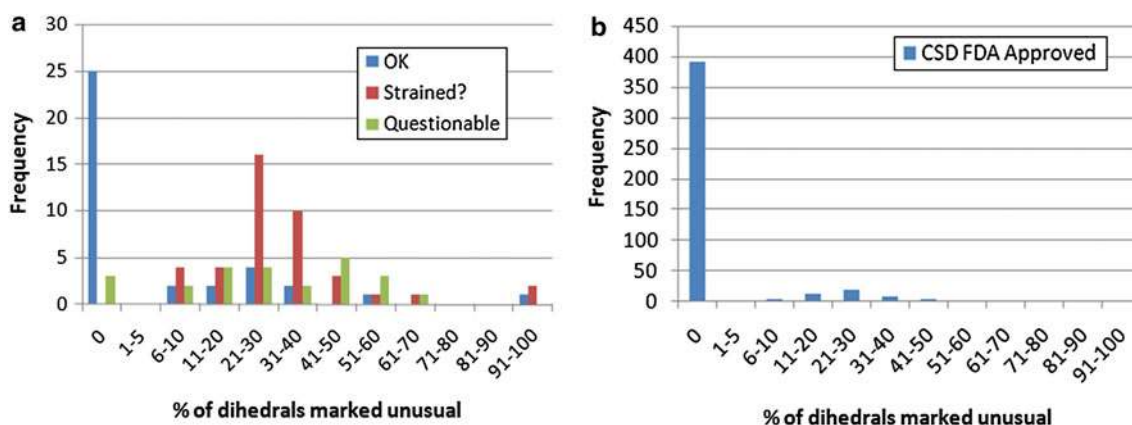 a
30
25
20
15
10
5
0
Frequency
OK
Strained?
Questionable
0 1-5 6-10 11-20 21-30 31-40 41-50 51-60 61-70 71-80 81-90 91-100
% of dihedrals marked unusual
b
450
400
350
300
250
200
150
100
50
0
Frequency
CSD FDA Approved
0 1-5 6-10 11-20 21-30 31-40 41-50 51-60 61-70 71-80 81-90 91-100
% of dihedrals marked unusual